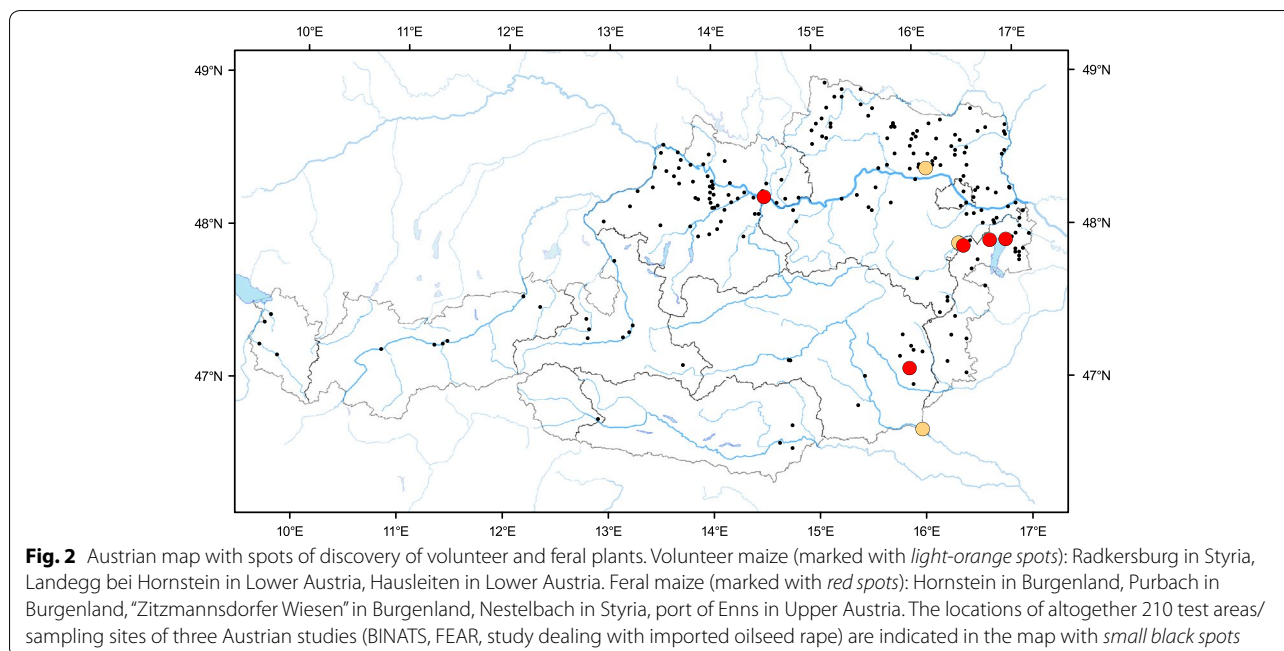 10°E 11°E 12°E 13°E 14°E 15°E 16°E 17°E
49°N 49°N
48°N 48°N
47°N 47°N
10°E 11°E 12°E 13°E 14°E 15°E 16°E 17°E
Fig. 2 Austrian map with spots of discovery of volunteer and feral plants. Volunteer maize (marked with light-orange spots): Radkersburg in Styria,
Landegg bei Hornstein in Lower Austria, Hausleiten in Lower Austria. Feral maize (marked with red spots): Hornstein in Burgenland, Purbach in
Burgenland, “Zitzmannsdorfer Wiesen” in Burgenland, Nestelbach in Styria, port of Enns in Upper Austria. The locations of altogether 210 test areas/
sampling sites of three Austrian studies (BINATS, FEAR, study dealing with imported oilseed rape) are indicated in the map with small black spots